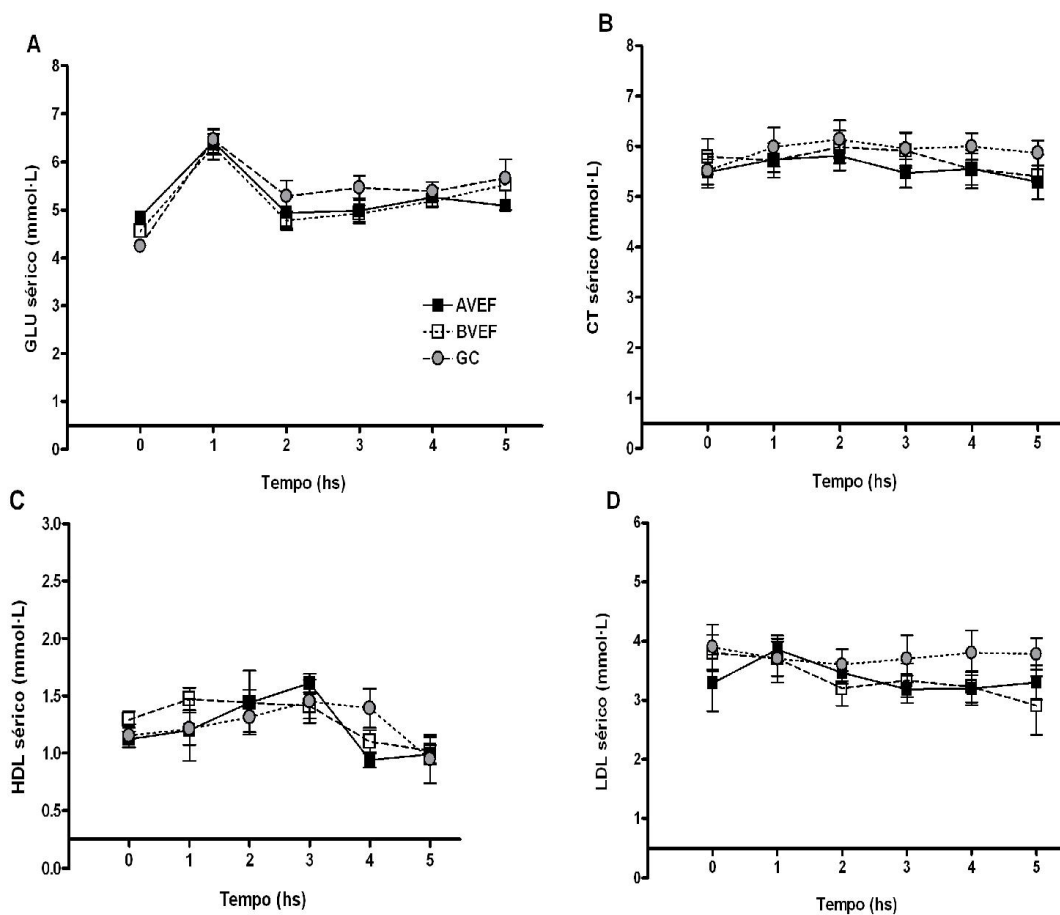 A
GLU sérico (mmol·L)
8
7
6
5
4
3
2
1
0
AVEF
BVEF
GC
0 1 2 3 4 5
Tempo (hs)
B
CT sérico (mmol·L)
8
7
6
5
4
3
2
1
0
0 1 2 3 4 5
Tempo (hs)
C
HDL sérico (mmol·L)
3.0
2.5
2.0
1.5
1.0
0.5
0.0
0 1 2 3 4 5
Tempo (hs)
D
LDL sérico (mmol·L)
6
5
4
3
2
1
0
0 1 2 3 4 5
Tempo (hs)